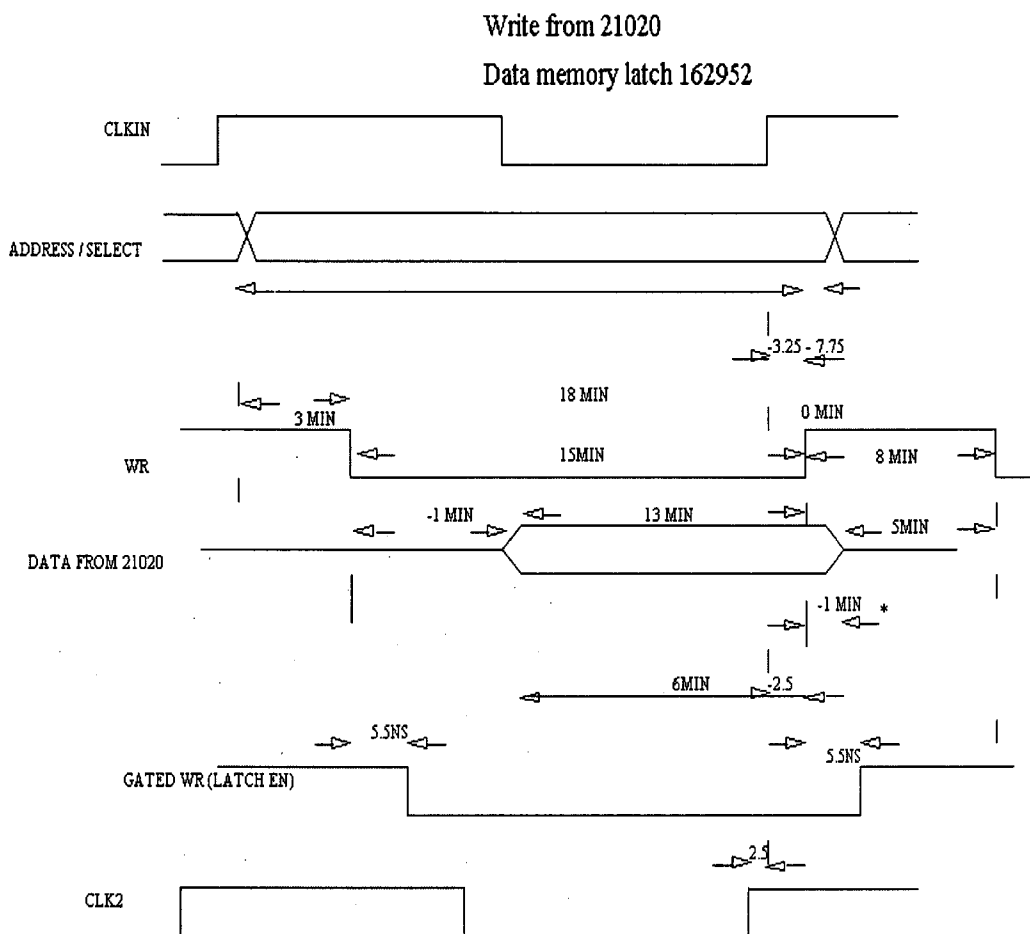 Write from 21020
Data memory latch 162952
CLKIN
ADDRESS / SELECT
-3.25 - 7.75
18 MIN
3 MIN
0 MIN
WR
15MIN
8 MIN
-1 MIN
13 MIN
5MIN
DATA FROM 21020
-1 MIN *
6MIN
-2.5
5.5NS
5.5NS
GATED WR (LATCH EN)
2.5
CLK2